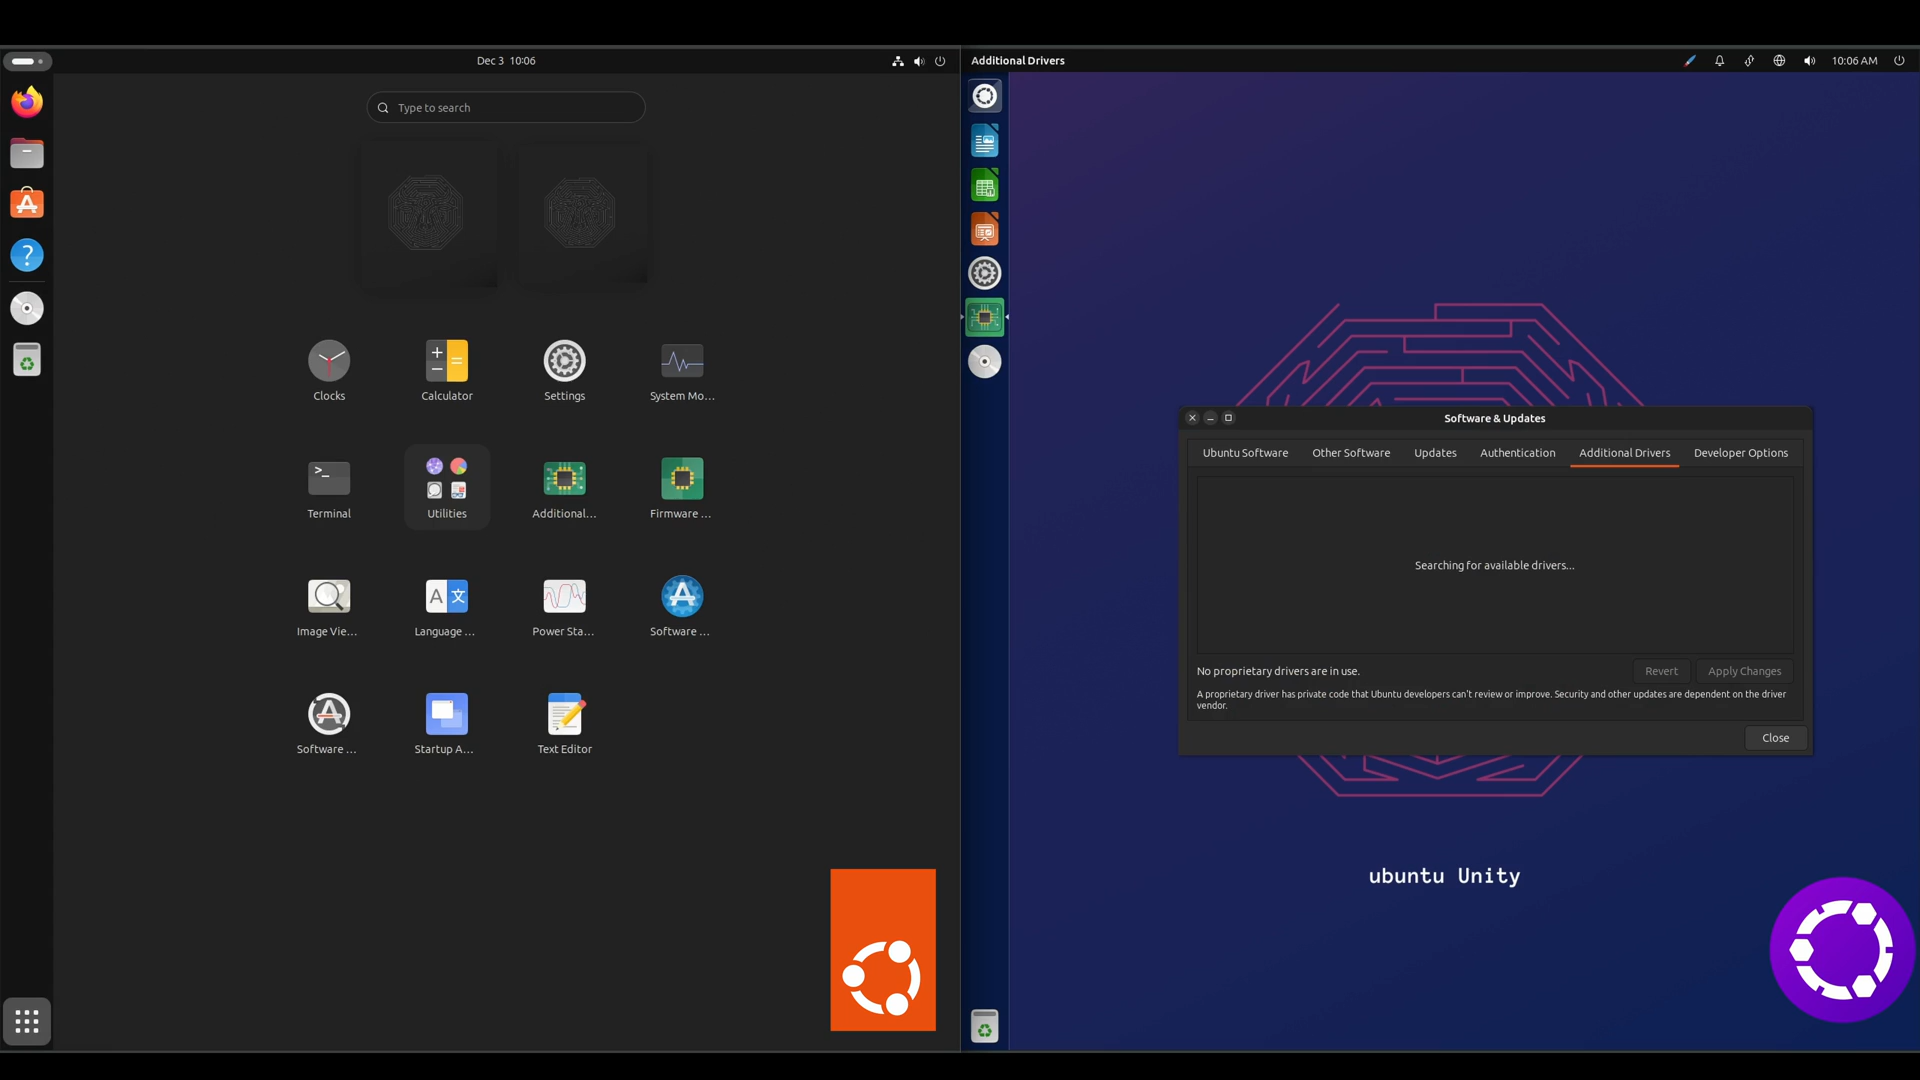 Dec 3 10:06
Type to search
Clocks
Calculator
Settings
System Mo...
Terminal
Utilities
Additional...
Firmware ...
Image Vie...
Language ...
Power Sta...
Software ...
Software ...
Startup A...
Text Editor
Additional Drivers
10:06 AM
Software & Updates
Ubuntu Software
Other Software
Updates
Authentication
Additional Drivers
Developer Options
Searching for available drivers...
No proprietary drivers are in use.
Revert
Apply Changes
A proprietary driver has private code that Ubuntu developers can't review or improve. Security and other updates are dependent on the driver
vendor.
Close
ubuntu Unity